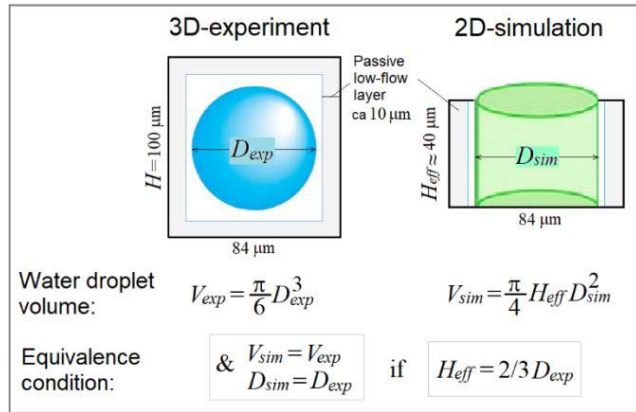 3D-experiment
2D-simulation
Passive
low-flow
layer
ca 10 μm
H = 100 μm
D_exp
84 μm
H_eff ≈ 40 μm
D_sim
84 μm
Water droplet
volume:
V_exp = π/6 D_exp^3
V_sim = π/4 H_eff D_sim^2
Equivalence
condition:
& V_sim = V_exp
D_sim = D_exp
if
H_eff = 2/3 D_exp